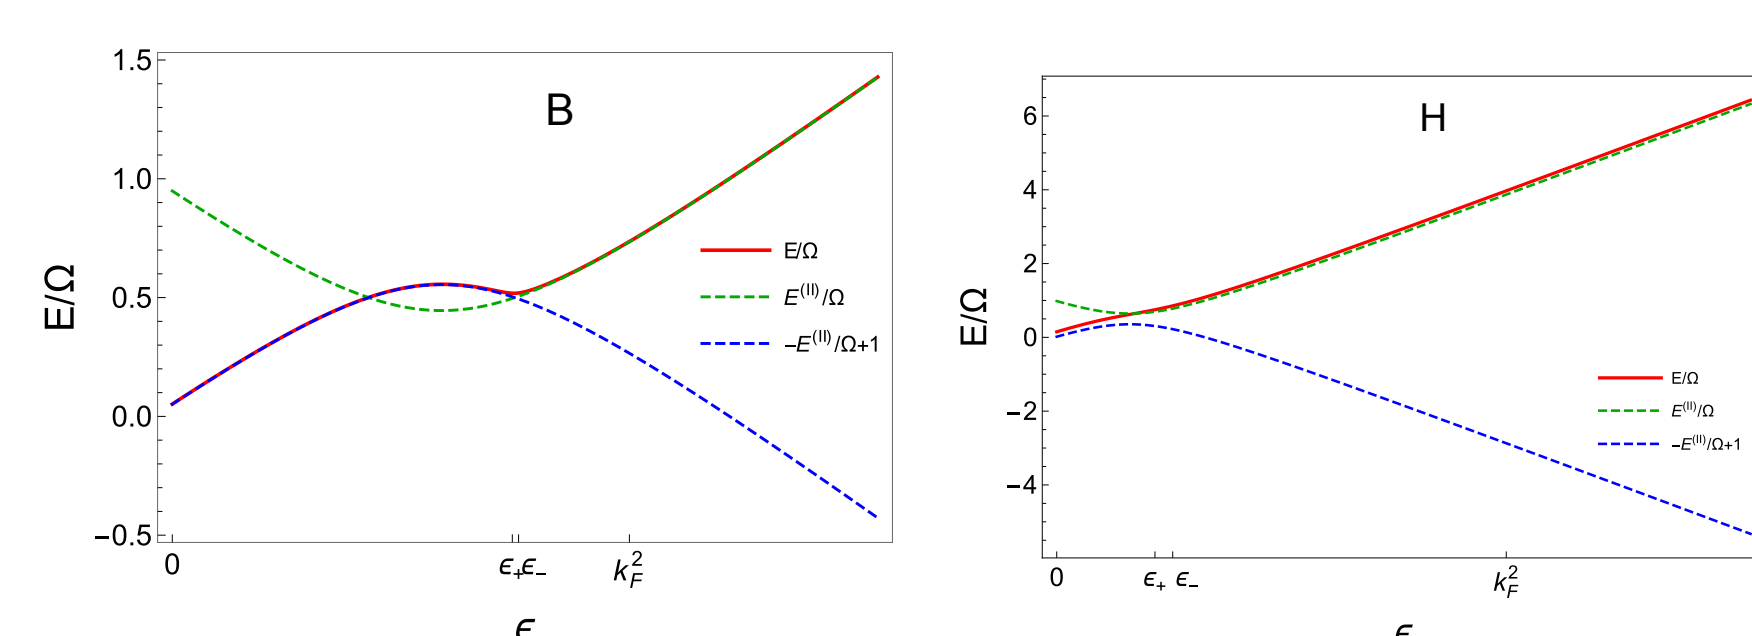 B
1.5
1.0
0.5
0.0
−0.5
E/Ω
E/Ω
E^(II)/Ω
−E^(II)/Ω+1
0 ϵ₊ ϵ₋ k_F^2
ϵ
H
6
4
2
0
−2
−4
E/Ω
E/Ω
E^(II)/Ω
−E^(II)/Ω+1
0 ϵ₊ ϵ₋ k_F^2
ϵ